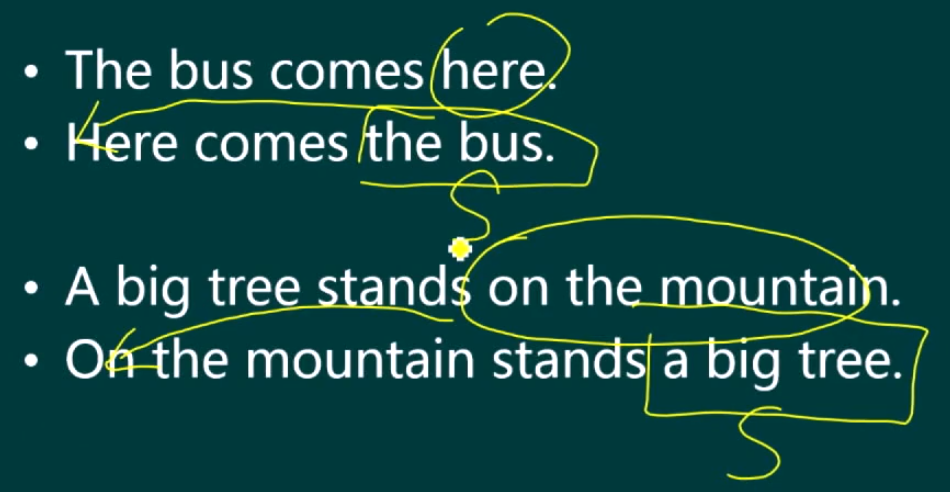 • The bus comes here.
• Here comes the bus.
S
• A big tree stands on the mountain.
• On the mountain stands a big tree.
S